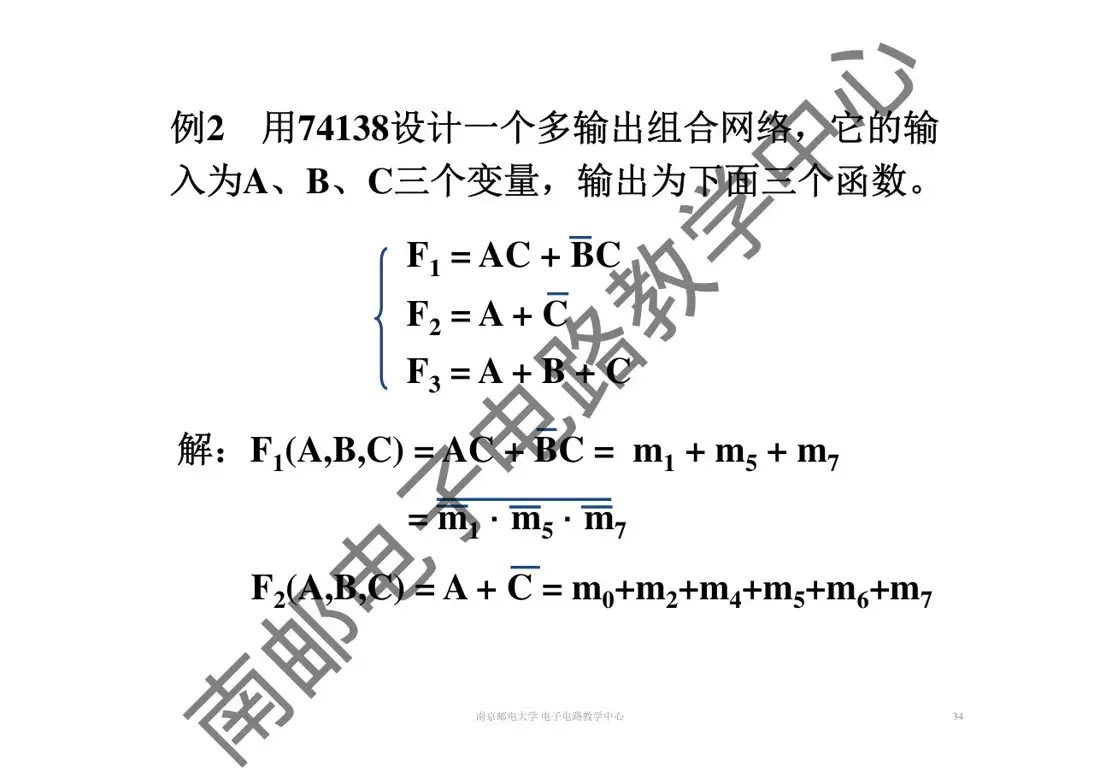 例2 用74138设计一个多输出组合网络，它的输
入为A、B、C三个变量，输出为下面三个函数。
F₁ = AC + B̅C
F₂ = A + C̅
F₃ = A + B + C
解：F₁(A,B,C) = AC + B̅C = m₁ + m₅ + m₇
= \overline{\overline{m}₁ · \overline{m}₅ · \overline{m}₇}
F₂(A,B,C) = A + C̅ = m₀+m₂+m₄+m₅+m₆+m₇
南邮电子电路教学中心
南京邮电大学 电子电路教学中心
34